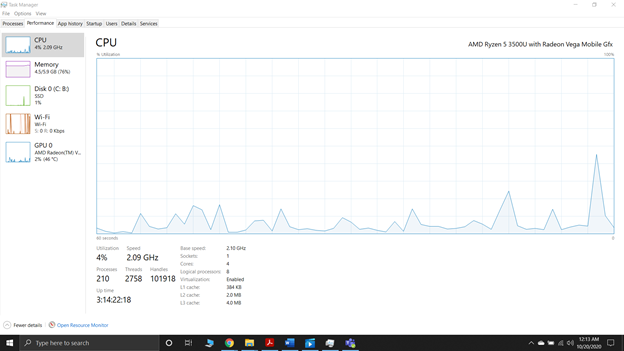 Task Manager
File Options View
Processes Performance App history Startup Users Details Services
CPU
4% 2.09 GHz
Memory
4.5/5.9 GB (76%)
Disk 0 (C: B:)
SSD
1%
Wi-Fi
Wi-Fi
S: 0 R: 0 Kbps
GPU 0
AMD Radeon(TM) V...
2% (46 °C)
CPU
AMD Ryzen 5 3500U with Radeon Vega Mobile Gfx
% Utilization
100%
60 seconds
0
Utilization
4%
Speed
2.09 GHz
Processes
210
Threads
2758
Handles
101918
Up time
3:14:22:18
Base speed: 2.10 GHz
Sockets: 1
Cores: 4
Logical processors: 8
Virtualization: Enabled
L1 cache: 384 KB
L2 cache: 2.0 MB
L3 cache: 4.0 MB
Fewer details
Open Resource Monitor
Type here to search
12:13 AM
10/20/2020